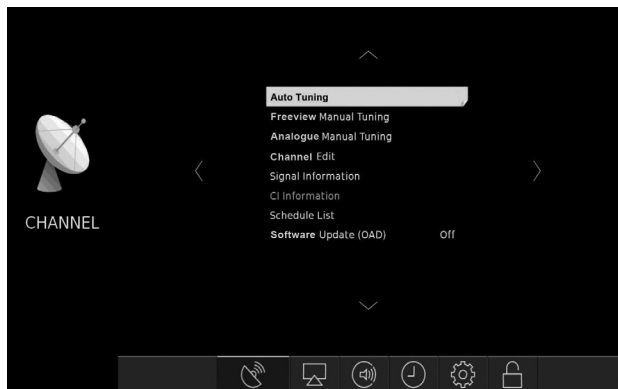 Auto Tuning
Freeview Manual Tuning
Analogue Manual Tuning
Channel Edit
Signal Information
CI Information
Schedule List
Software Update (OAD) Off
CHANNEL